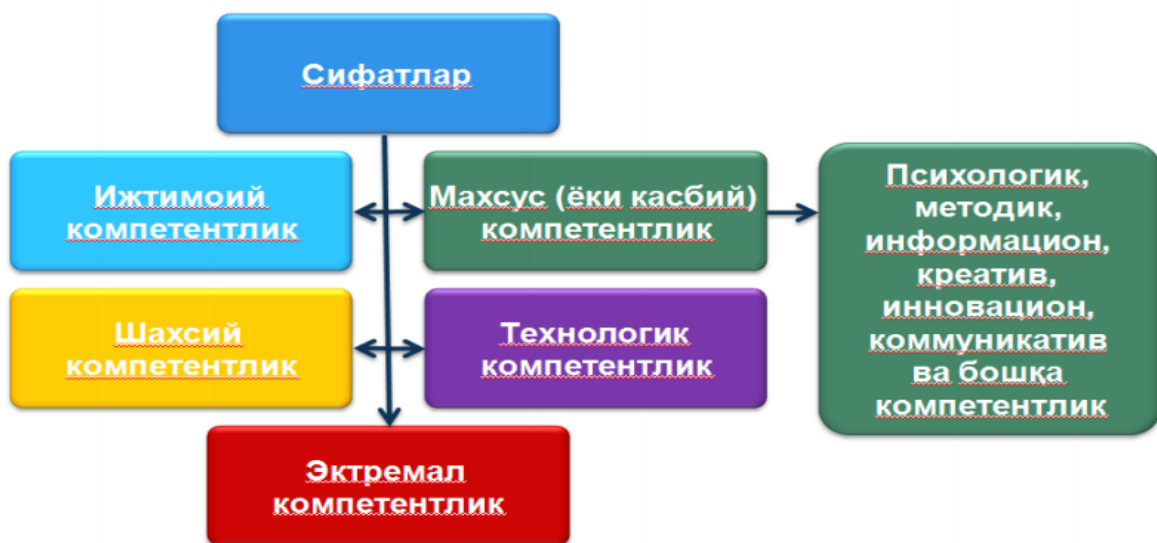 Сифатлар
Ижтимоий
компетентлик
Махсус (ёки касбий)
компетентлик
Психологик,
методик,
информацион,
креатив,
инновацион,
коммуникатив
ва бошқа
компетентлик
Шахсий
компетентлик
Технологик
компетентлик
Эктремал
компетентлик